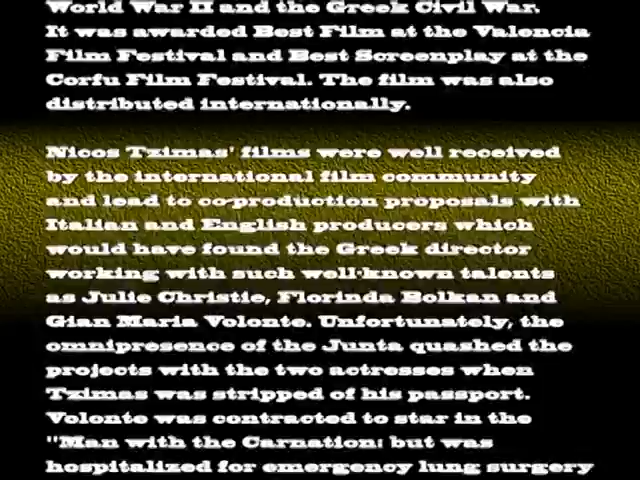 World War II and the Greek Civil War.
It was awarded Best Film at the Valencia
Film Festival and Best Screenplay at the
Corfu Film Festival. The film was also
distributed internationally.
Nicos Tzimas' films were well received
by the international film community
and lead to co-production proposals with
Italian and English producers which
would have found the Greek director
working with such well-known talents
as Julie Christie, Florinda Bolkan and
Gian Maria Volonte. Unfortunately, the
omnipresence of the Junta quashed the
projects with the two actresses when
Tzimas was stripped of his passport.
Volonte was contracted to star in the
"Man with the Carnation: but was
hospitalized for emergency lung surgery